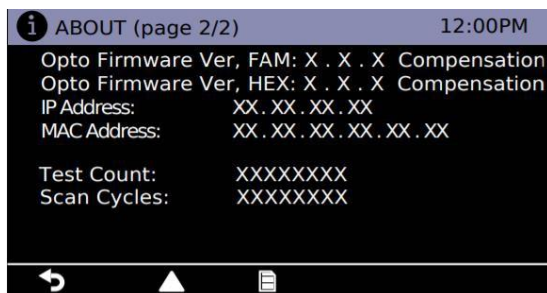 i ABOUT (page 2/2) 12:00PM
Opto Firmware Ver, FAM: X . X . X Compensation
Opto Firmware Ver, HEX: X . X . X Compensation
IP Address: XX . XX . XX . XX
MAC Address: XX . XX . XX . XX . XX . XX
Test Count: XXXXXXXX
Scan Cycles: XXXXXXXX